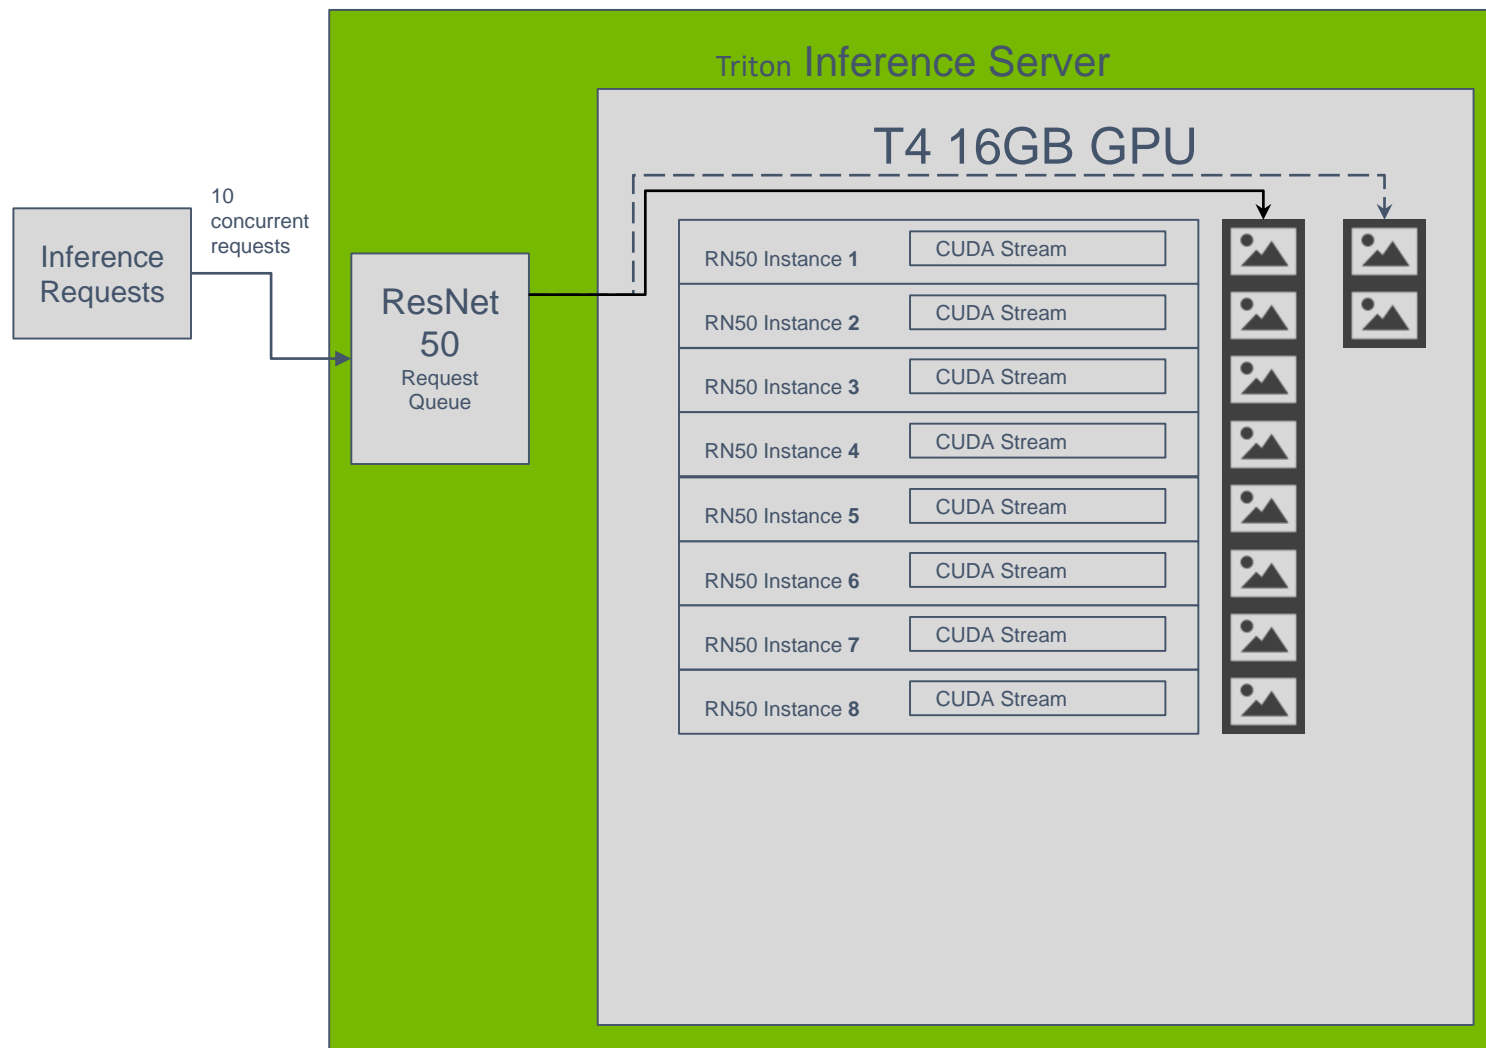 Triton Inference Server
T4 16GB GPU
10
concurrent
requests
Inference
Requests
ResNet
50
Request
Queue
RN50 Instance 1
CUDA Stream
RN50 Instance 2
CUDA Stream
RN50 Instance 3
CUDA Stream
RN50 Instance 4
CUDA Stream
RN50 Instance 5
CUDA Stream
RN50 Instance 6
CUDA Stream
RN50 Instance 7
CUDA Stream
RN50 Instance 8
CUDA Stream